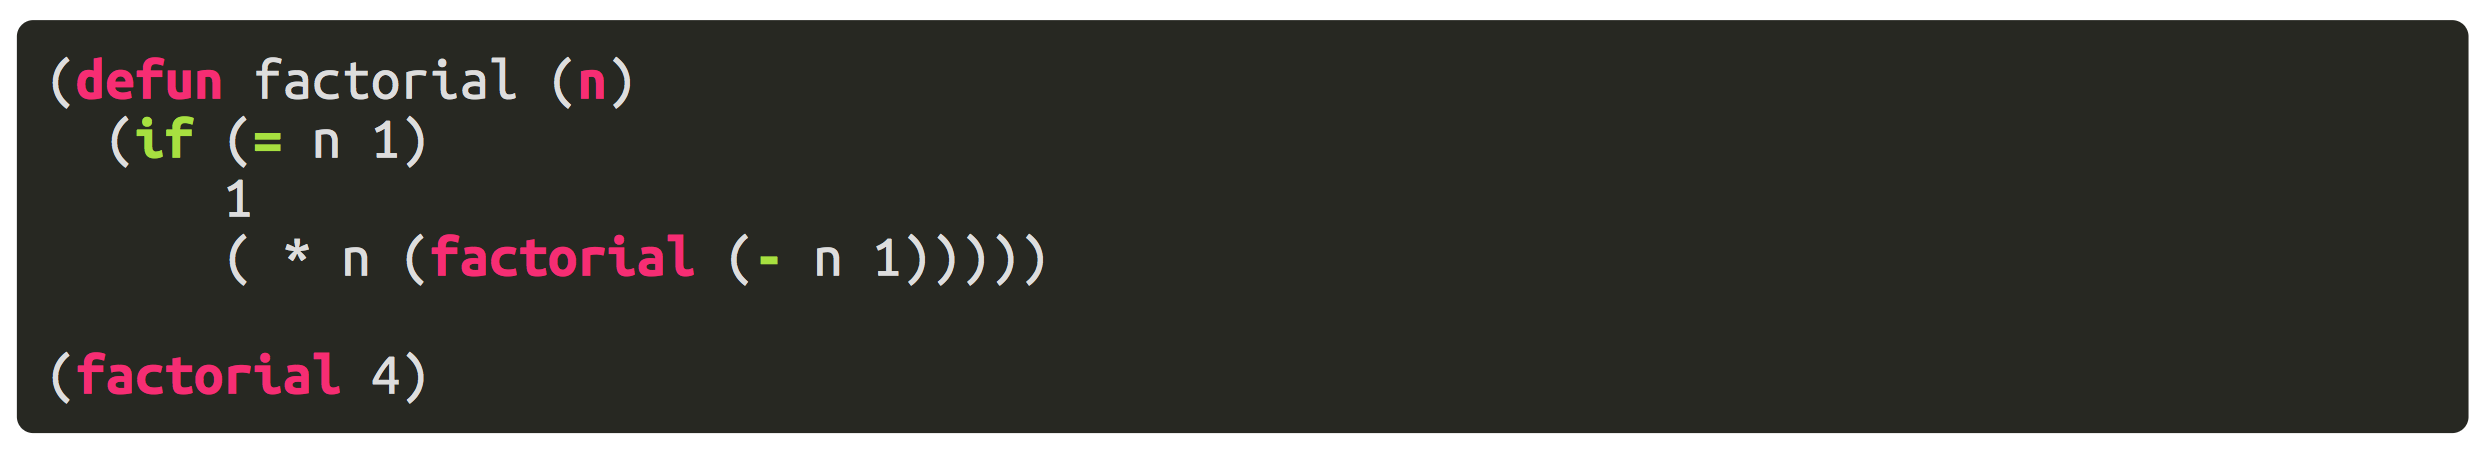 (defun factorial (n)
  (if (= n 1)
      1
      ( * n (factorial (- n 1)))))

(factorial 4)